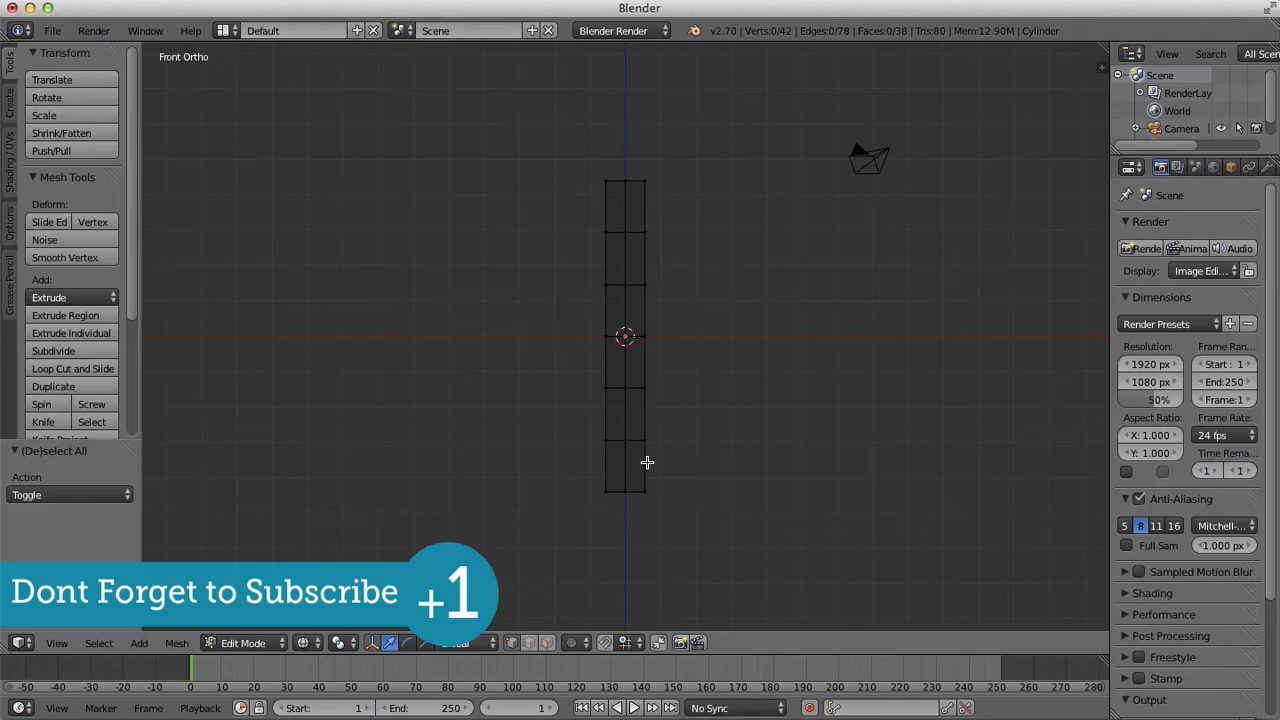 Blender
File
Render
Window
Help
Default
Scene
Blender Render
v2.70 | Verts:0/42 | Edges:0/78 | Faces:0/38 | Tris:80 | Mem:12.90M | Cylinder
Tools
Create
Shading / UVs
Options
Grease Pencil
Transform
Translate
Rotate
Scale
Shrink/Fatten
Push/Pull
Mesh Tools
Deform:
Slide Ed
Vertex
Noise
Smooth Vertex
Add:
Extrude
Extrude Region
Extrude Individual
Subdivide
Loop Cut and Slide
Duplicate
Spin
Screw
Knife
Select
(De)select All
Action
Toggle
Front Ortho
Dont Forget to Subscribe +1
View
Select
Add
Mesh
Edit Mode
View
Marker
Frame
Playback
Start: 1
End: 250
1
No Sync
-50 -40 -30 -20 -10 0 10 20 30 40 50 60 70 80 90 100 110 120 130 140 150 160 170 180 190 200 210 220 230 240 250 260 270 280
View
Search
All Scen
Scene
RenderLay
World
Camera
Scene
Render
Rende
Anima
Audio
Display:
Image Edi...
Dimensions
Render Presets
Resolution:
Frame Ran...
1920 px
Start : 1
1080 px
End:250
50%
Frame:1
Aspect Ratio:
Frame Rate:
X: 1.000
24 fps
Y: 1.000
Time Rema...
1
1
Anti-Aliasing
5
8
11
16
Mitchell-...
Full Sam
1.000 px
Sampled Motion Blur
Shading
Performance
Post Processing
Freestyle
Stamp
Output